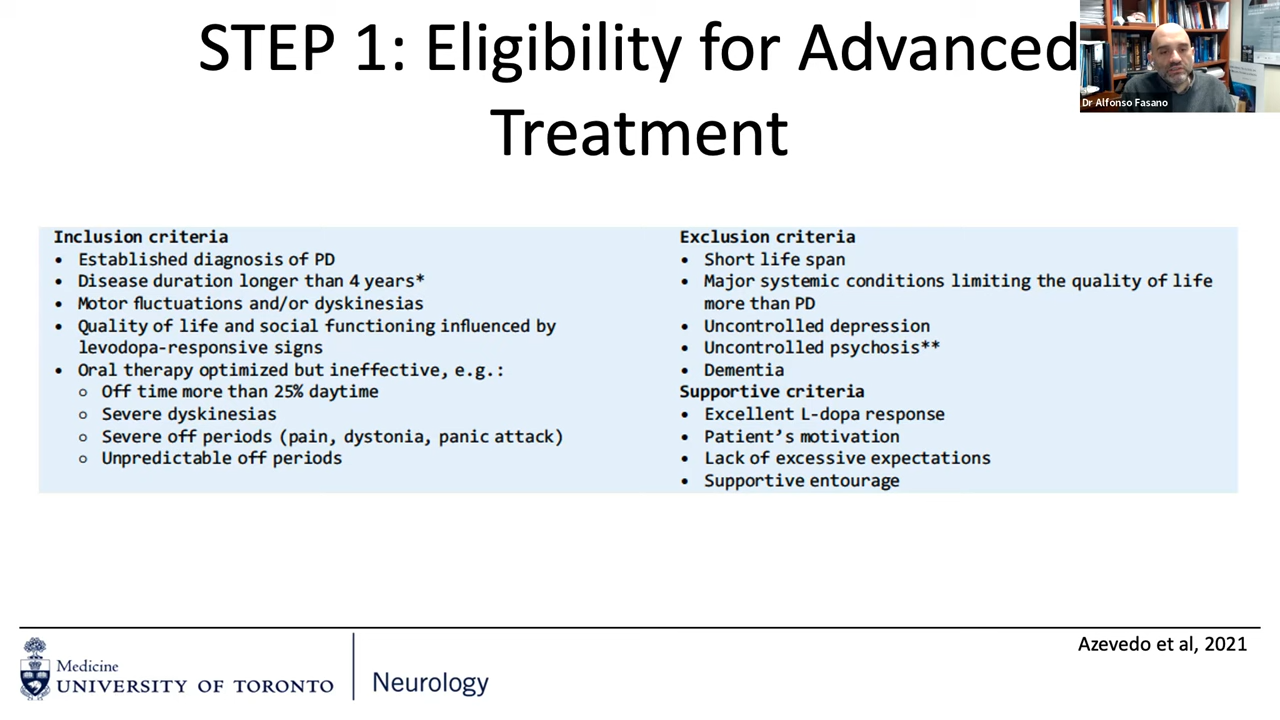 STEP 1: Eligibility for Advanced
Treatment
Dr Alfonso Fasano
Inclusion criteria
• Established diagnosis of PD
• Disease duration longer than 4 years*
• Motor fluctuations and/or dyskinesias
• Quality of life and social functioning influenced by
levodopa-responsive signs
• Oral therapy optimized but ineffective, e.g.:
○ Off time more than 25% daytime
○ Severe dyskinesias
○ Severe off periods (pain, dystonia, panic attack)
○ Unpredictable off periods
Exclusion criteria
• Short life span
• Major systemic conditions limiting the quality of life
more than PD
• Uncontrolled depression
• Uncontrolled psychosis**
• Dementia
Supportive criteria
• Excellent L-dopa response
• Patient's motivation
• Lack of excessive expectations
• Supportive entourage
Azevedo et al, 2021
Medicine
UNIVERSITY OF TORONTO
Neurology